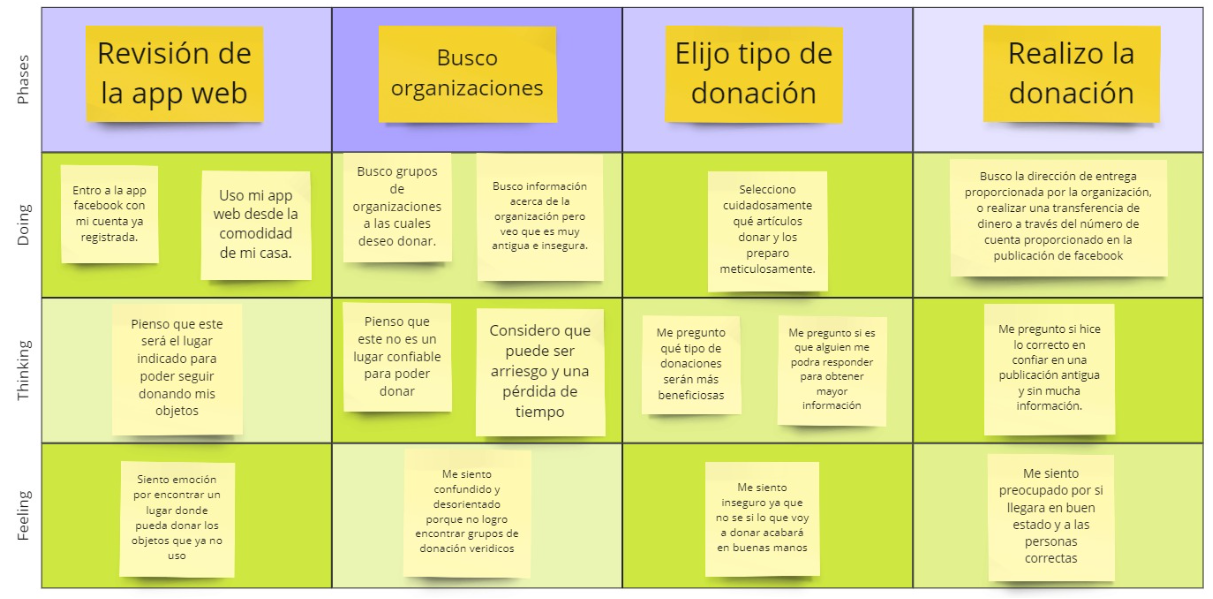 Phases
Revisión de
la app web
Busco
organizaciones
Elijo tipo de
donación
Realizo la
donación
Doing
Entro a la app
facebook con
mi cuenta ya
registrada.
Uso mi app
web desde la
comodidad
de mi casa.
Busco grupos
de
organizaciones
a las cuales
deseo donar.
Busco información
acerca de la
organización pero
veo que es muy
antigua e insegura.
Selecciono
cuidadosamente
qué artículos
donar y los
preparo
meticulosamente.
Busco la dirección de entrega
proporcionada por la organización,
o realizar una transferencia de
dinero a través del número de
cuenta proporcionado en la
publicación de facebook
Thinking
Pienso que este
será el lugar
indicado para
poder seguir
donando mis
objetos
Pienso que
este no es un
lugar confiable
para poder
donar
Considero que
puede ser
arriesgo y una
pérdida de
tiempo
Me pregunto
qué tipo de
donaciones
serán más
beneficiosas
Me pregunto si es
que alguien me
podra responder
para obtener
mayor
información
Me pregunto si hice
lo correcto en
confiar en una
publicación antigua
y sin mucha
información.
Feeling
Siento emoción
por encontrar un
lugar donde
pueda donar los
objetos que ya no
uso
Me siento
confundido y
desorientado
porque no logro
encontrar grupos de
donación veridicos
Me siento
inseguro ya que
no se si lo que voy
a donar acabará
en buenas manos
Me siento
preocupado por si
llegara en buen
estado y a las
personas
correctas